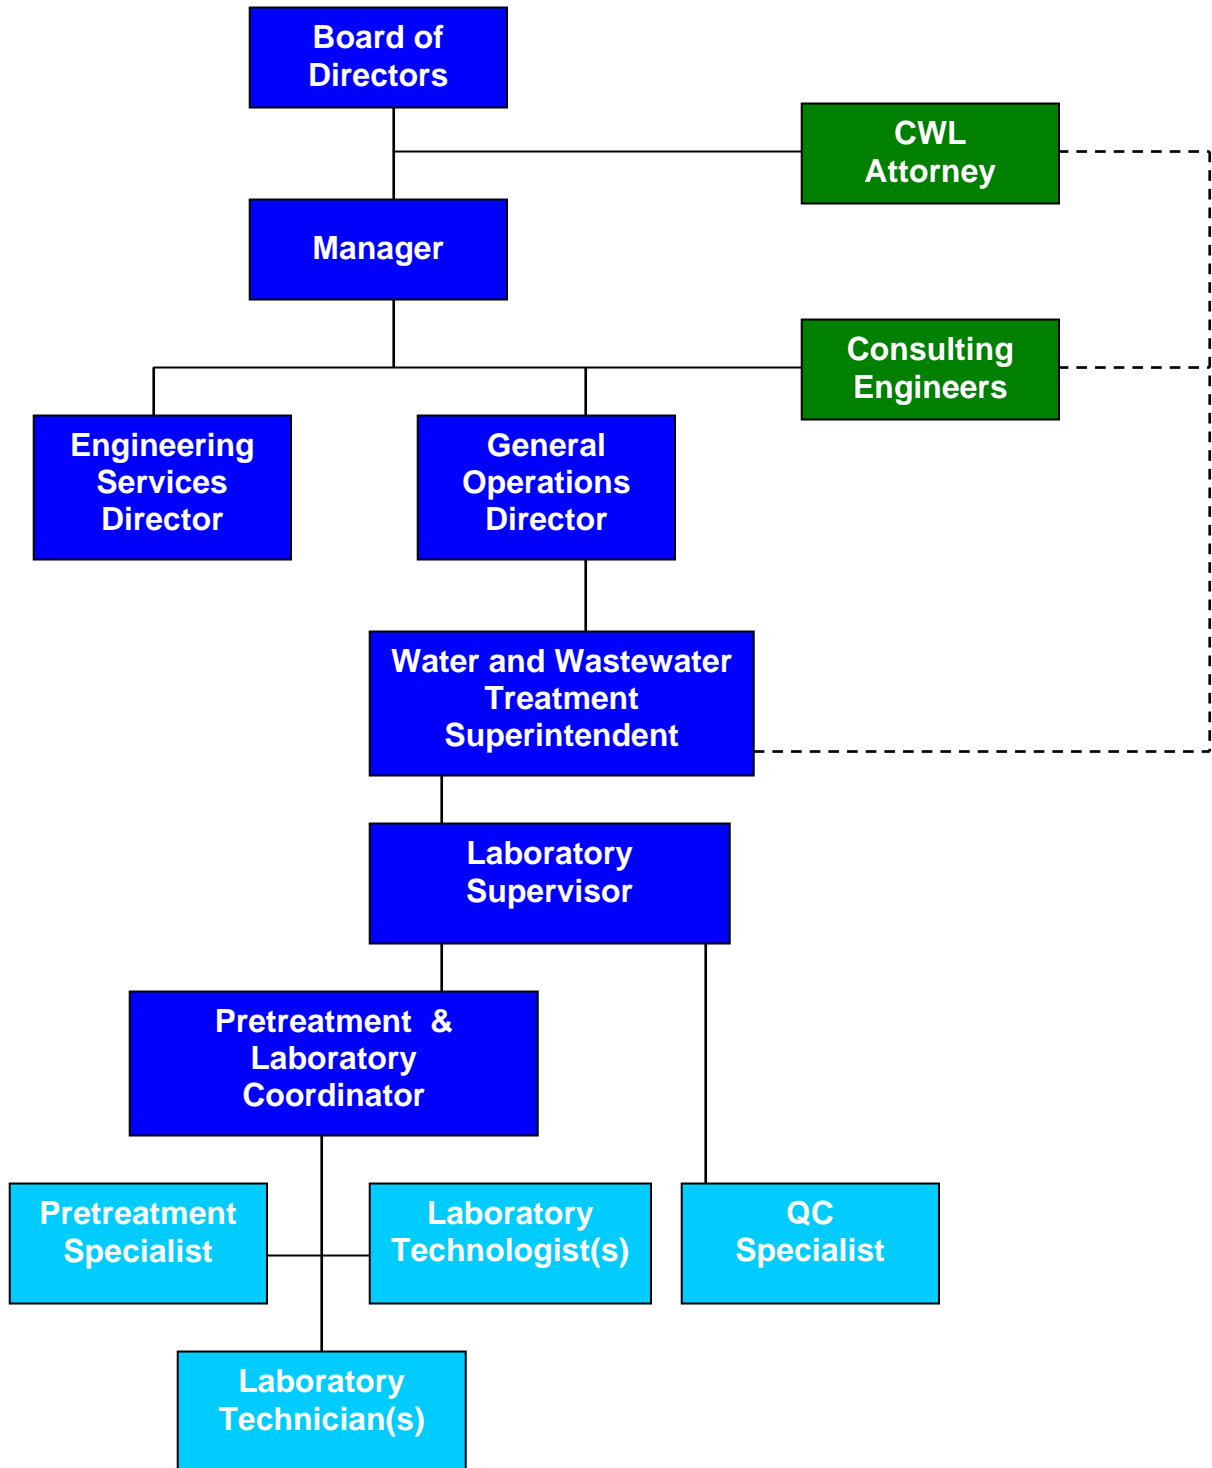 Board of
Directors
CWL
Attorney
Manager
Consulting
Engineers
Engineering
Services
Director
General
Operations
Director
Water and Wastewater
Treatment
Superintendent
Laboratory
Supervisor
Pretreatment  &
Laboratory
Coordinator
Pretreatment
Specialist
Laboratory
Technologist(s)
QC
Specialist
Laboratory
Technician(s)